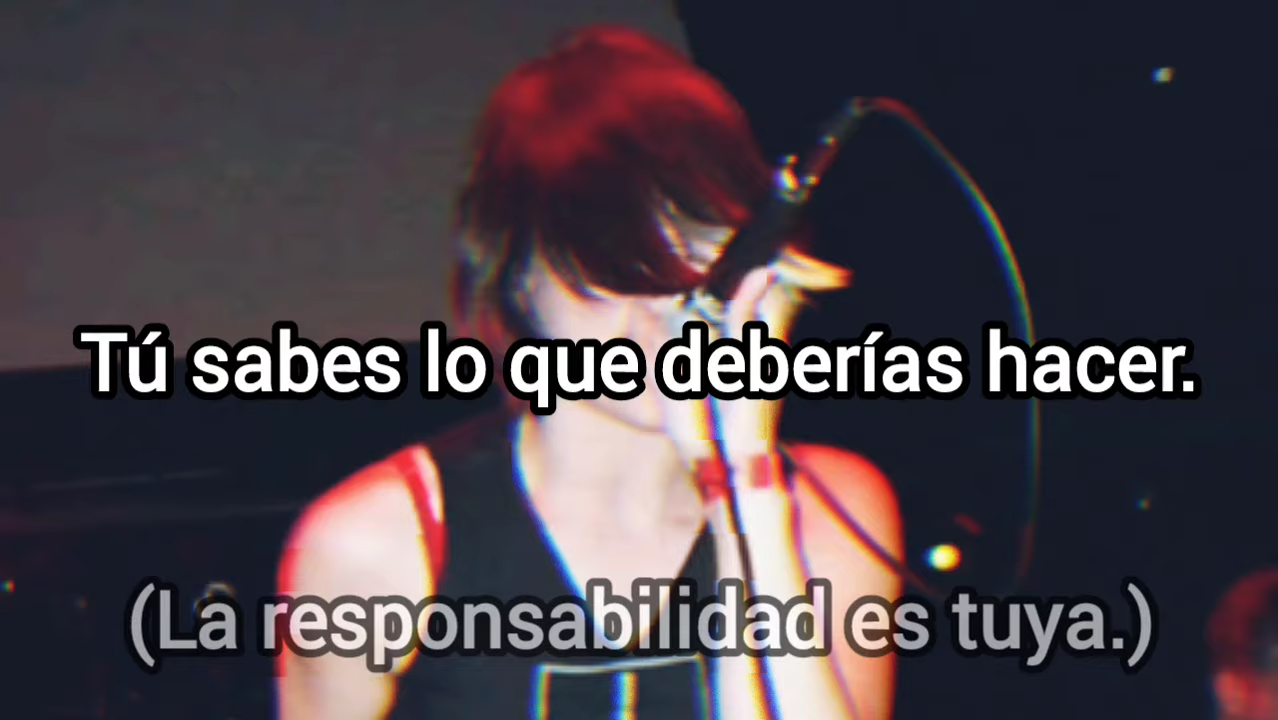 Tú sabes lo que deberías hacer.
(La responsabilidad es tuya.)